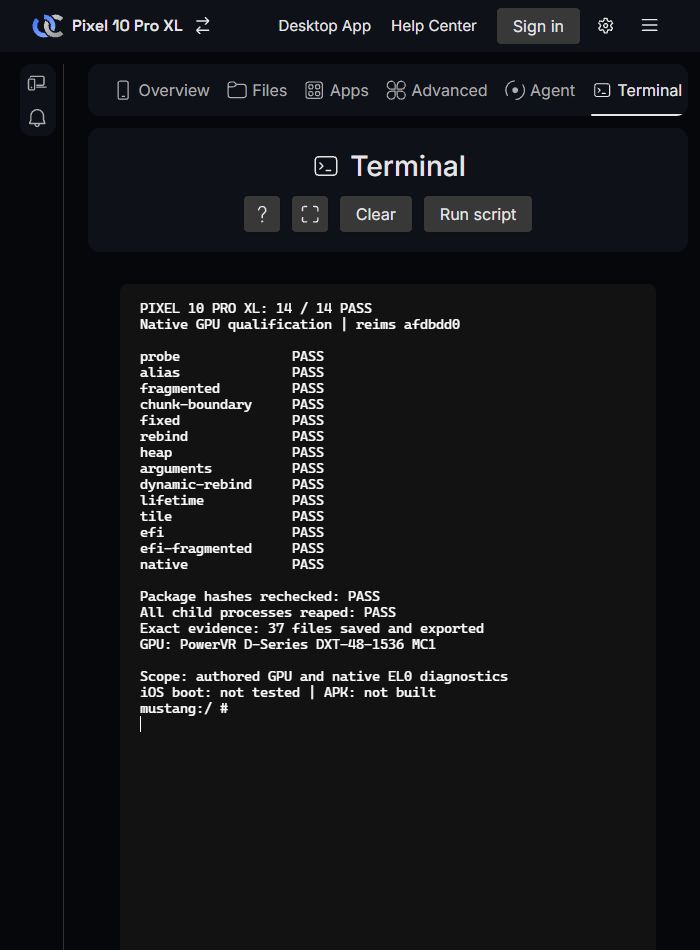 Pixel 10 Pro XL
Desktop App
Help Center
Sign in
Overview
Files
Apps
Advanced
Agent
Terminal
Terminal
?
Clear
Run script
PIXEL 10 PRO XL: 14 / 14 PASS
Native GPU qualification | reims afdbdd0
probe PASS
alias PASS
fragmented PASS
chunk-boundary PASS
fixed PASS
rebind PASS
heap PASS
arguments PASS
dynamic-rebind PASS
lifetime PASS
tile PASS
efi PASS
efi-fragmented PASS
native PASS
Package hashes rechecked: PASS
All child processes reaped: PASS
Exact evidence: 37 files saved and exported
GPU: PowerVR D-Series DXT-48-1536 MC1
Scope: authored GPU and native EL0 diagnostics
iOS boot: not tested | APK: not built
mustang:/ #